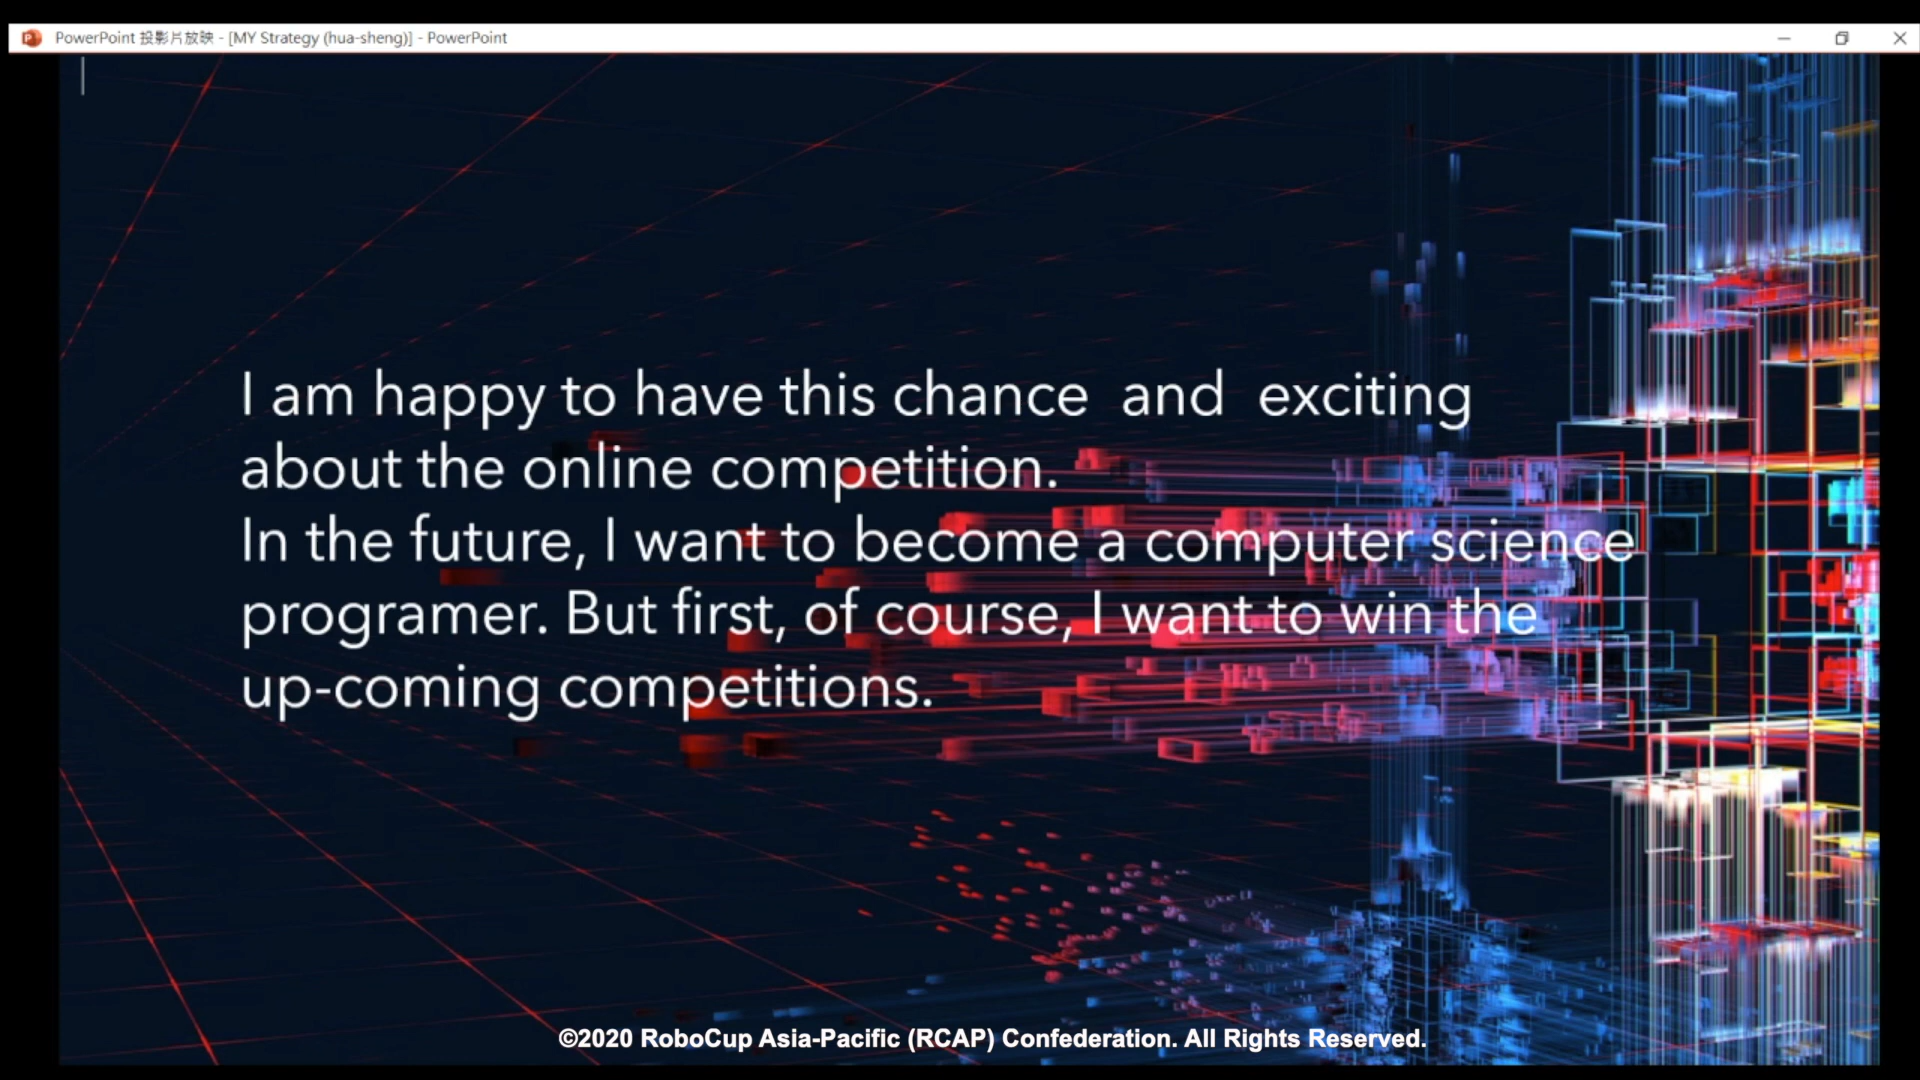 PowerPoint 投影片放映 - [MY Strategy (hua-sheng)] - PowerPoint
I am happy to have this chance and exciting
about the online competition.
In the future, I want to become a computer science
programer. But first, of course, I want to win the
up-coming competitions.
©2020 RoboCup Asia-Pacific (RCAP) Confederation. All Rights Reserved.